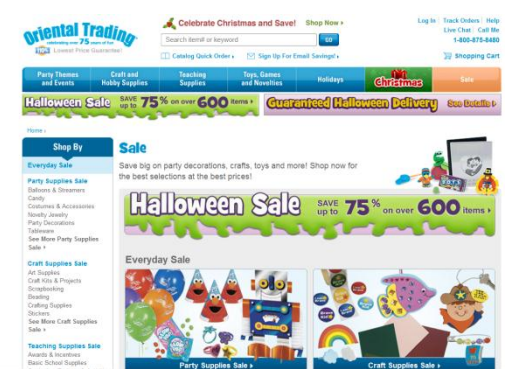 Oriental Trading
celebrating over 75 years of fun
Lowest Price Guarantee!
Celebrate Christmas and Save! Shop Now ›
Search item# or keyword
GO
Catalog Quick Order › Sign Up For Email Savings! ›
Log In Track Orders Help
Live Chat Call Me
1-800-875-8480
Shopping Cart
Party Themes and Events
Craft and Hobby Supplies
Teaching Supplies
Toys, Games and Novelties
Holidays
Christmas
Sale
Halloween Sale SAVE up to 75% on over 600 items ›
Guaranteed Halloween Delivery See Details ›
Home ›
Shop By
Everyday Sale
Party Supplies Sale
Balloons & Streamers
Candy
Costumes & Accessories
Novelty Jewelry
Party Decorations
Tableware
See More Party Supplies
Sale ›
Craft Supplies Sale
Art Supplies
Craft Kits & Projects
Scrapbooking
Beading
Crafting Supplies
Stickers
See More Craft Supplies
Sale ›
Teaching Supplies Sale
Awards & Incentives
Basic School Supplies
Sale
Save big on party decorations, crafts, toys and more! Shop now for
the best selections at the best prices!
Halloween Sale SAVE up to 75% on over 600 items ›
Everyday Sale
Party Supplies Sale ›
Craft Supplies Sale ›